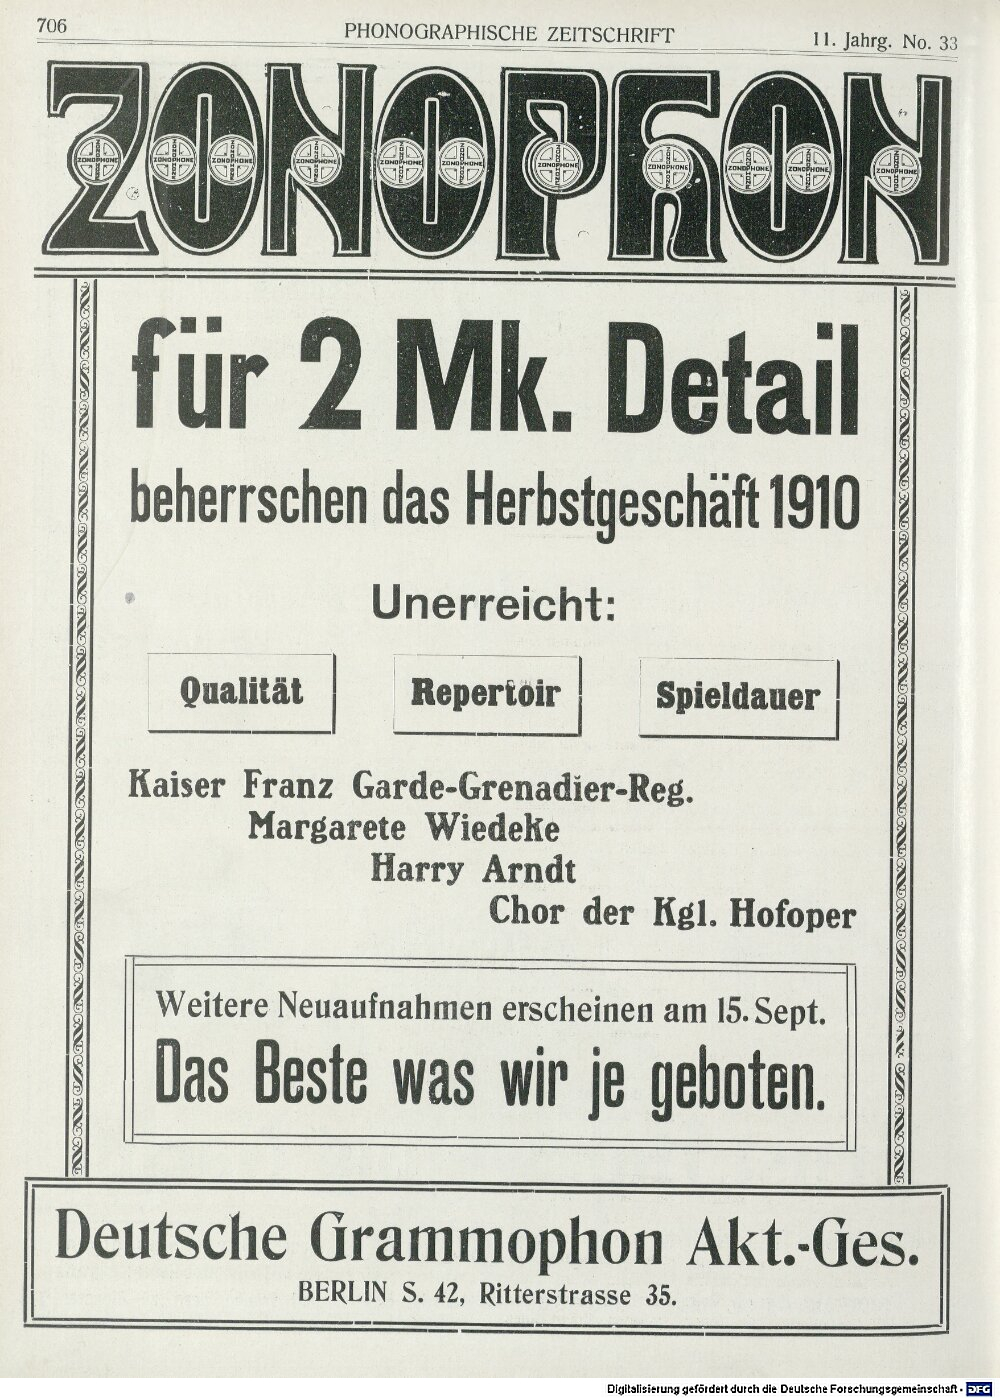 706
PHONOGRAPHISCHE ZEITSCHRIFT
11. Jahrg. No. 33
ZONOPHON
für 2 Mk. Detail
beherrschen das Herbstgeschäft 1910
Unerreicht:
Qualität Repertoir Spieldauer
Kaiser Franz Garde-Grenadier-Reg.
Margarete Wiedeke
Harry Arndt
Chor der Kgl. Hofoper
Weitere Neuaufnahmen erscheinen am 15. Sept.
Das Beste was wir je geboten.
Deutsche Grammophon Akt.-Ges.
BERLIN S. 42, Ritterstrasse 35.
Digitalisierung gefördert durch die Deutsche Forschungsgemeinschaft - DFG